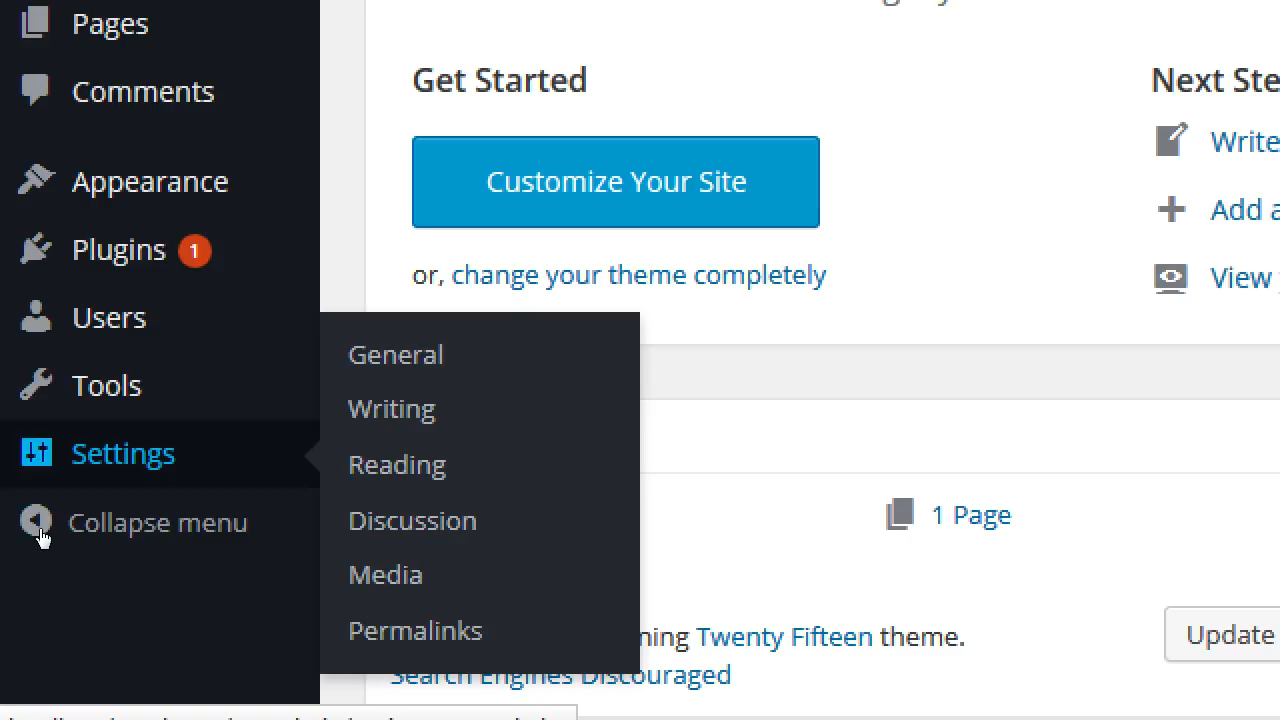 Pages
Comments
Appearance
Plugins 1
Users
Tools
Settings
Collapse menu
General
Writing
Reading
Discussion
Media
Permalinks
Get Started
Customize Your Site
or, change your theme completely
Next Ste
Write
Add a
View
1 Page
ning Twenty Fifteen theme.
Update
Search Engines Discouraged